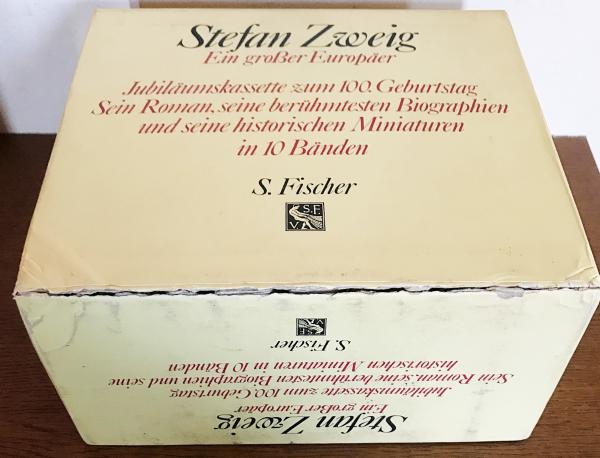 Stefan Zweig
Ein großer Europäer
Jubiläumskassette zum 100. Geburtstag
Sein Roman, seine berühmtesten Biographien
und seine historischen Miniaturen
in 10 Bänden
S. Fischer
S.F.
VA
Stefan Zweig
Ein großer Europäer
Jubiläumskassette zum 100. Geburtstag
Sein Roman, seine berühmtesten Biographien und seine
historischen Miniaturen in 10 Bänden
S. Fischer